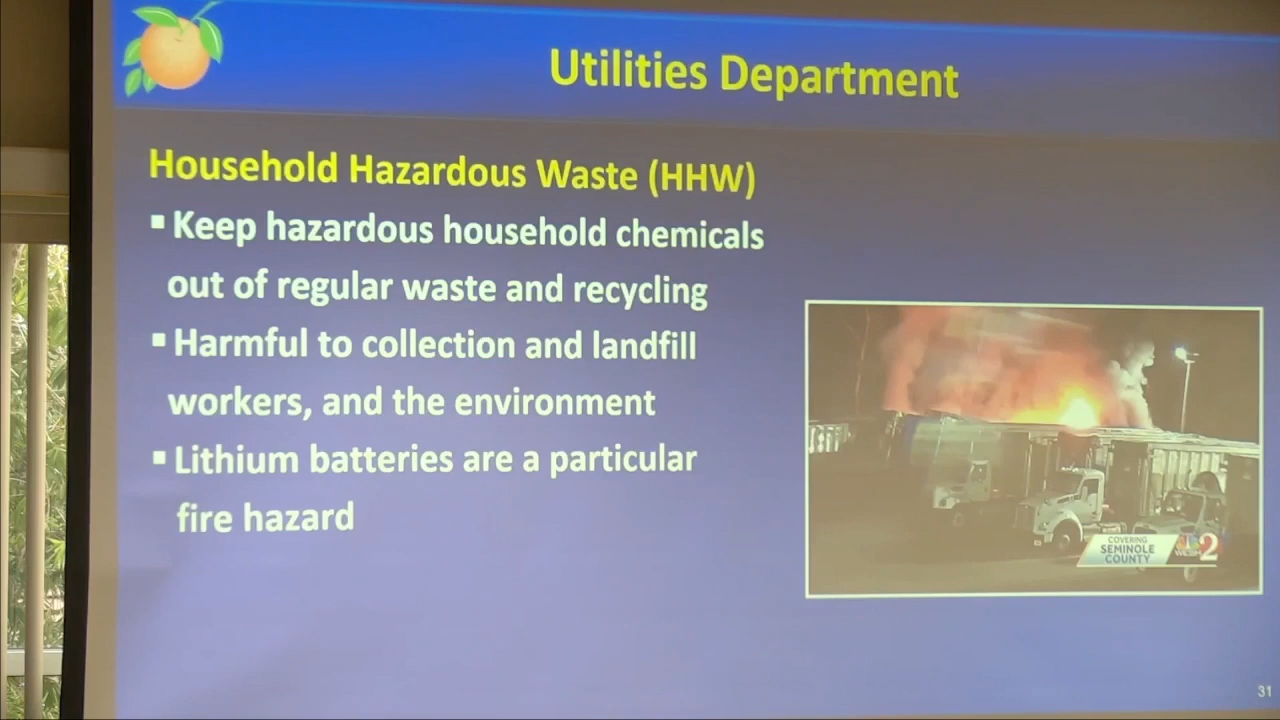 Utilities Department
Household Hazardous Waste (HHW)
▪ Keep hazardous household chemicals
out of regular waste and recycling
▪ Harmful to collection and landfill
workers, and the environment
▪ Lithium batteries are a particular
fire hazard
COVERING
SEMINOLE
COUNTY
WESH 2
31